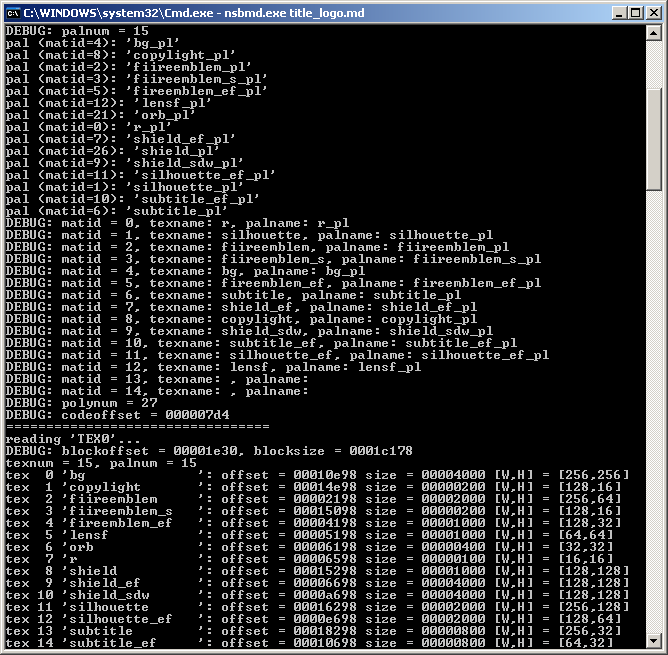 C:\WINDOWS\system32\Cmd.exe - nsbmd.exe title_logo.md
DEBUG: palnum = 15
pal (matid=4): 'bg_pl'
pal (matid=8): 'copylight_pl'
pal (matid=2): 'fiireemblem_pl'
pal (matid=3): 'fiireemblem_s_pl'
pal (matid=5): 'fireemblem_ef_pl'
pal (matid=12): 'lensf_pl'
pal (matid=21): 'orb_pl'
pal (matid=0): 'r_pl'
pal (matid=7): 'shield_ef_pl'
pal (matid=26): 'shield_pl'
pal (matid=9): 'shield_sdw_pl'
pal (matid=11): 'silhouette_ef_pl'
pal (matid=1): 'silhouette_pl'
pal (matid=10): 'subtitle_ef_pl'
pal (matid=6): 'subtitle_pl'
DEBUG: matid = 0, texname: r, palname: r_pl
DEBUG: matid = 1, texname: silhouette, palname: silhouette_pl
DEBUG: matid = 2, texname: fiireemblem, palname: fiireemblem_pl
DEBUG: matid = 3, texname: fiireemblem_s, palname: fiireemblem_s_pl
DEBUG: matid = 4, texname: bg, palname: bg_pl
DEBUG: matid = 5, texname: fireemblem_ef, palname: fireemblem_ef_pl
DEBUG: matid = 6, texname: subtitle, palname: subtitle_pl
DEBUG: matid = 7, texname: shield_ef, palname: shield_ef_pl
DEBUG: matid = 8, texname: copylight, palname: copylight_pl
DEBUG: matid = 9, texname: shield_sdw, palname: shield_sdw_pl
DEBUG: matid = 10, texname: subtitle_ef, palname: subtitle_ef_pl
DEBUG: matid = 11, texname: silhouette_ef, palname: silhouette_ef_pl
DEBUG: matid = 12, texname: lensf, palname: lensf_pl
DEBUG: matid = 13, texname: , palname:
DEBUG: matid = 14, texname: , palname:
DEBUG: polynum = 27
DEBUG: codeoffset = 000007d4
=================================
reading 'TEX0'...
DEBUG: blockoffset = 00001e30, blocksize = 0001c178
texnum = 15, palnum = 15
tex  0 'bg              ': offset = 00010e98 size = 00004000 [W,H] = [256,256]
tex  1 'copylight       ': offset = 00014e98 size = 00000200 [W,H] = [128,16]
tex  2 'fiireemblem     ': offset = 00002198 size = 00002000 [W,H] = [256,64]
tex  3 'fiireemblem_s   ': offset = 00015098 size = 00000200 [W,H] = [128,16]
tex  4 'fireemblem_ef   ': offset = 00004198 size = 00001000 [W,H] = [128,32]
tex  5 'lensf           ': offset = 00005198 size = 00001000 [W,H] = [64,64]
tex  6 'orb             ': offset = 00006198 size = 00000400 [W,H] = [32,32]
tex  7 'r               ': offset = 00006598 size = 00000100 [W,H] = [16,16]
tex  8 'shield          ': offset = 00015298 size = 00001000 [W,H] = [128,128]
tex  9 'shield_ef       ': offset = 00006698 size = 00004000 [W,H] = [128,128]
tex 10 'shield_sdw      ': offset = 0000a698 size = 00004000 [W,H] = [128,128]
tex 11 'silhouette      ': offset = 00016298 size = 00002000 [W,H] = [256,128]
tex 12 'silhouette_ef   ': offset = 0000e698 size = 00002000 [W,H] = [128,64]
tex 13 'subtitle        ': offset = 00018298 size = 00000800 [W,H] = [256,32]
tex 14 'subtitle_ef     ': offset = 00010698 size = 00000800 [W,H] = [64,32]